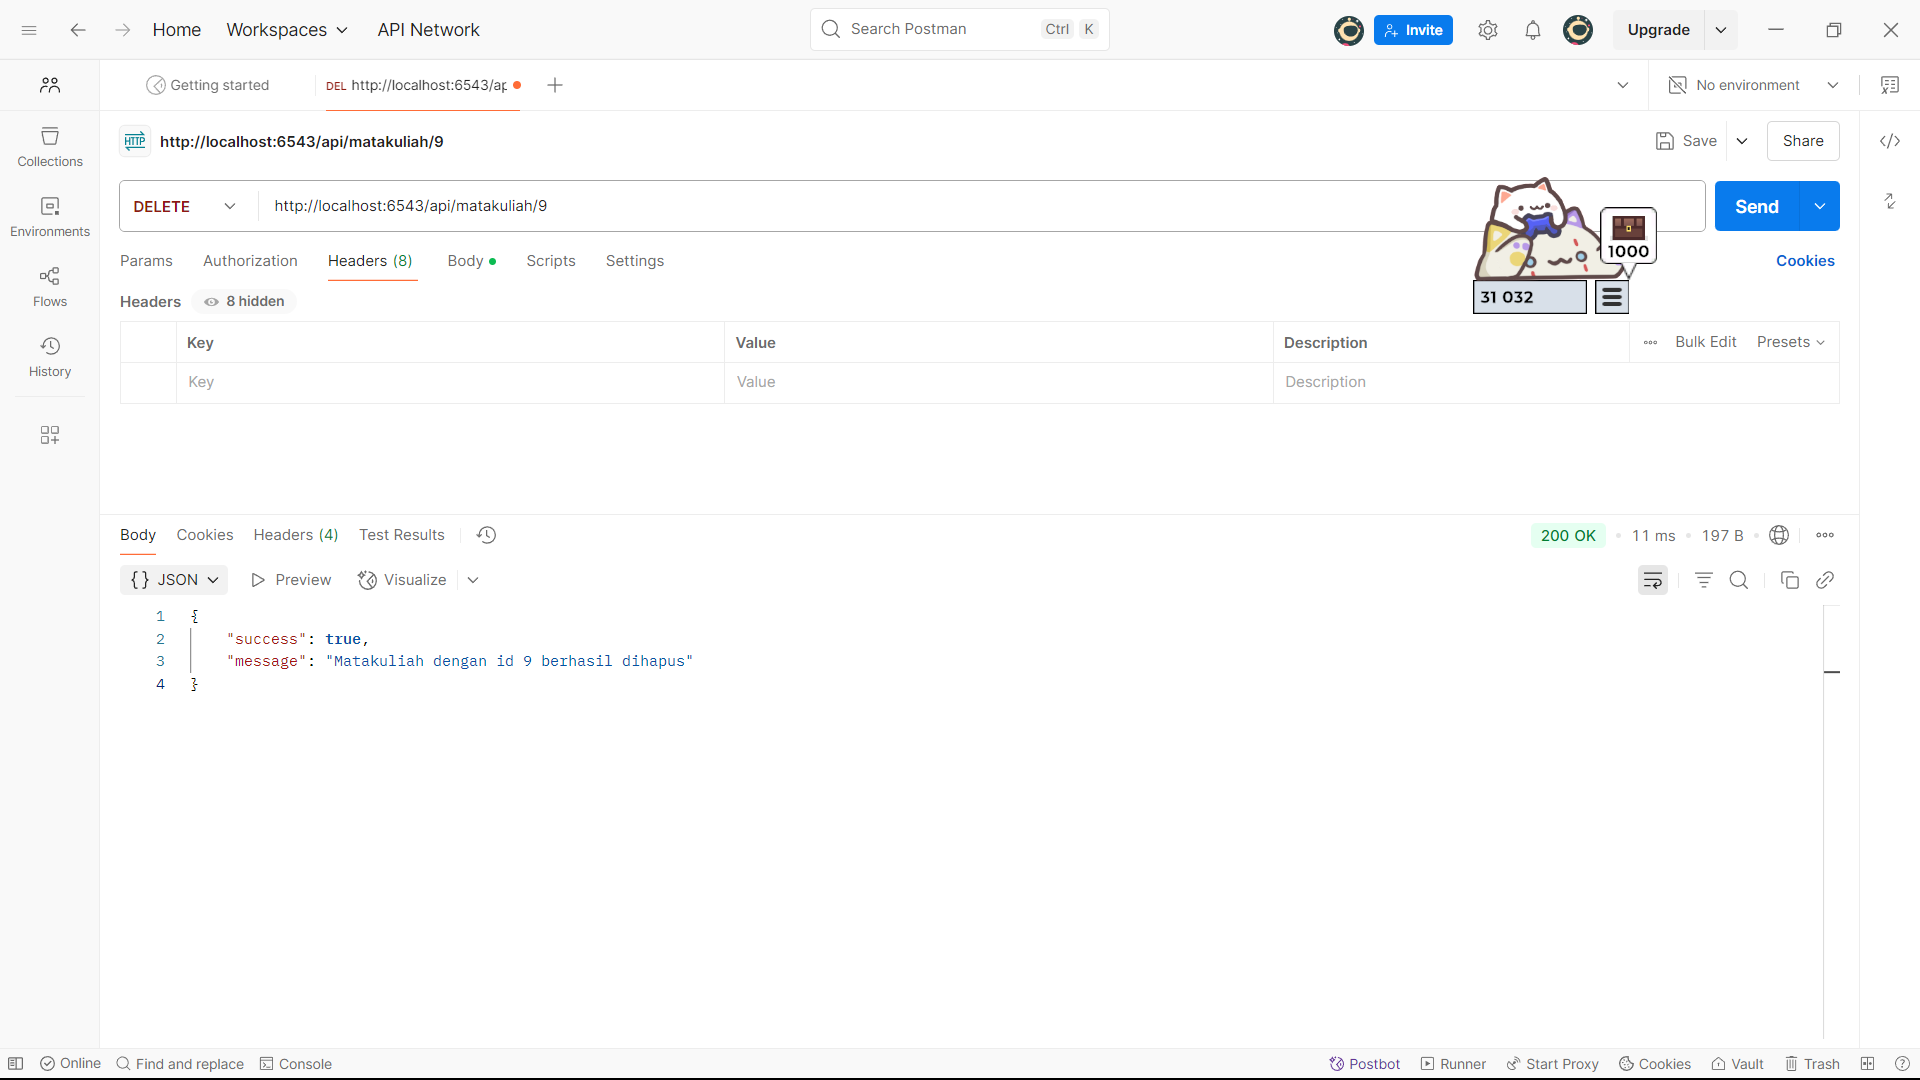 Home Workspaces API Network Search Postman Ctrl K Invite Upgrade
Getting started DEL http://localhost:6543/ap No environment
HTTP http://localhost:6543/api/matakuliah/9 Save Share
Collections
DELETE http://localhost:6543/api/matakuliah/9 Send
Environments
Params Authorization Headers (8) Body Scripts Settings Cookies
1000
Headers 8 hidden
31 032
Flows
Key Value Description Bulk Edit Presets
History
Key Value Description
Body Cookies Headers (4) Test Results 200 OK 11 ms 197 B
{} JSON Preview Visualize
1 {
2 "success": true,
3 "message": "Matakuliah dengan id 9 berhasil dihapus"
4 }
Online Find and replace Console Postbot Runner Start Proxy Cookies Vault Trash